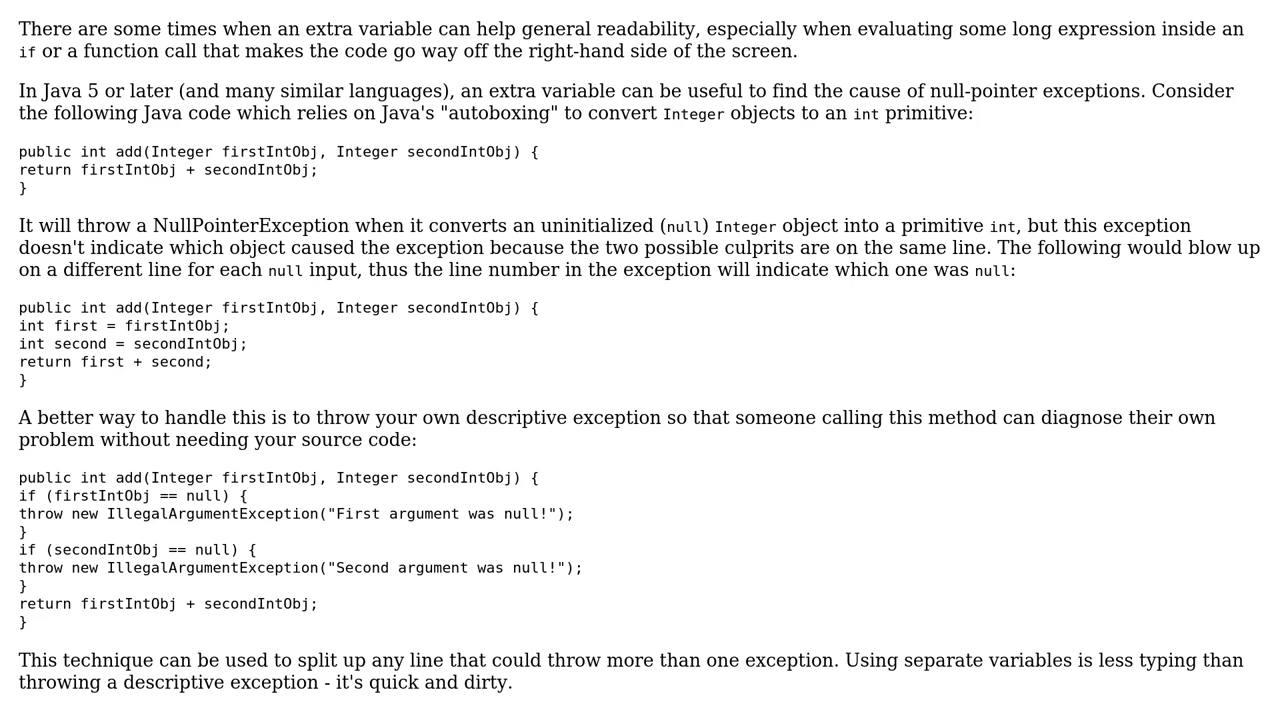 There are some times when an extra variable can help general readability, especially when evaluating some long expression inside an
if or a function call that makes the code go way off the right-hand side of the screen.
In Java 5 or later (and many similar languages), an extra variable can be useful to find the cause of null-pointer exceptions. Consider
the following Java code which relies on Java's "autoboxing" to convert Integer objects to an int primitive:
public int add(Integer firstIntObj, Integer secondIntObj) {
return firstIntObj + secondIntObj;
}
It will throw a NullPointerException when it converts an uninitialized (null) Integer object into a primitive int, but this exception
doesn't indicate which object caused the exception because the two possible culprits are on the same line. The following would blow up
on a different line for each null input, thus the line number in the exception will indicate which one was null:
public int add(Integer firstIntObj, Integer secondIntObj) {
int first = firstIntObj;
int second = secondIntObj;
return first + second;
}
A better way to handle this is to throw your own descriptive exception so that someone calling this method can diagnose their own
problem without needing your source code:
public int add(Integer firstIntObj, Integer secondIntObj) {
if (firstIntObj == null) {
throw new IllegalArgumentException("First argument was null!");
}
if (secondIntObj == null) {
throw new IllegalArgumentException("Second argument was null!");
}
return firstIntObj + secondIntObj;
}
This technique can be used to split up any line that could throw more than one exception. Using separate variables is less typing than
throwing a descriptive exception - it's quick and dirty.